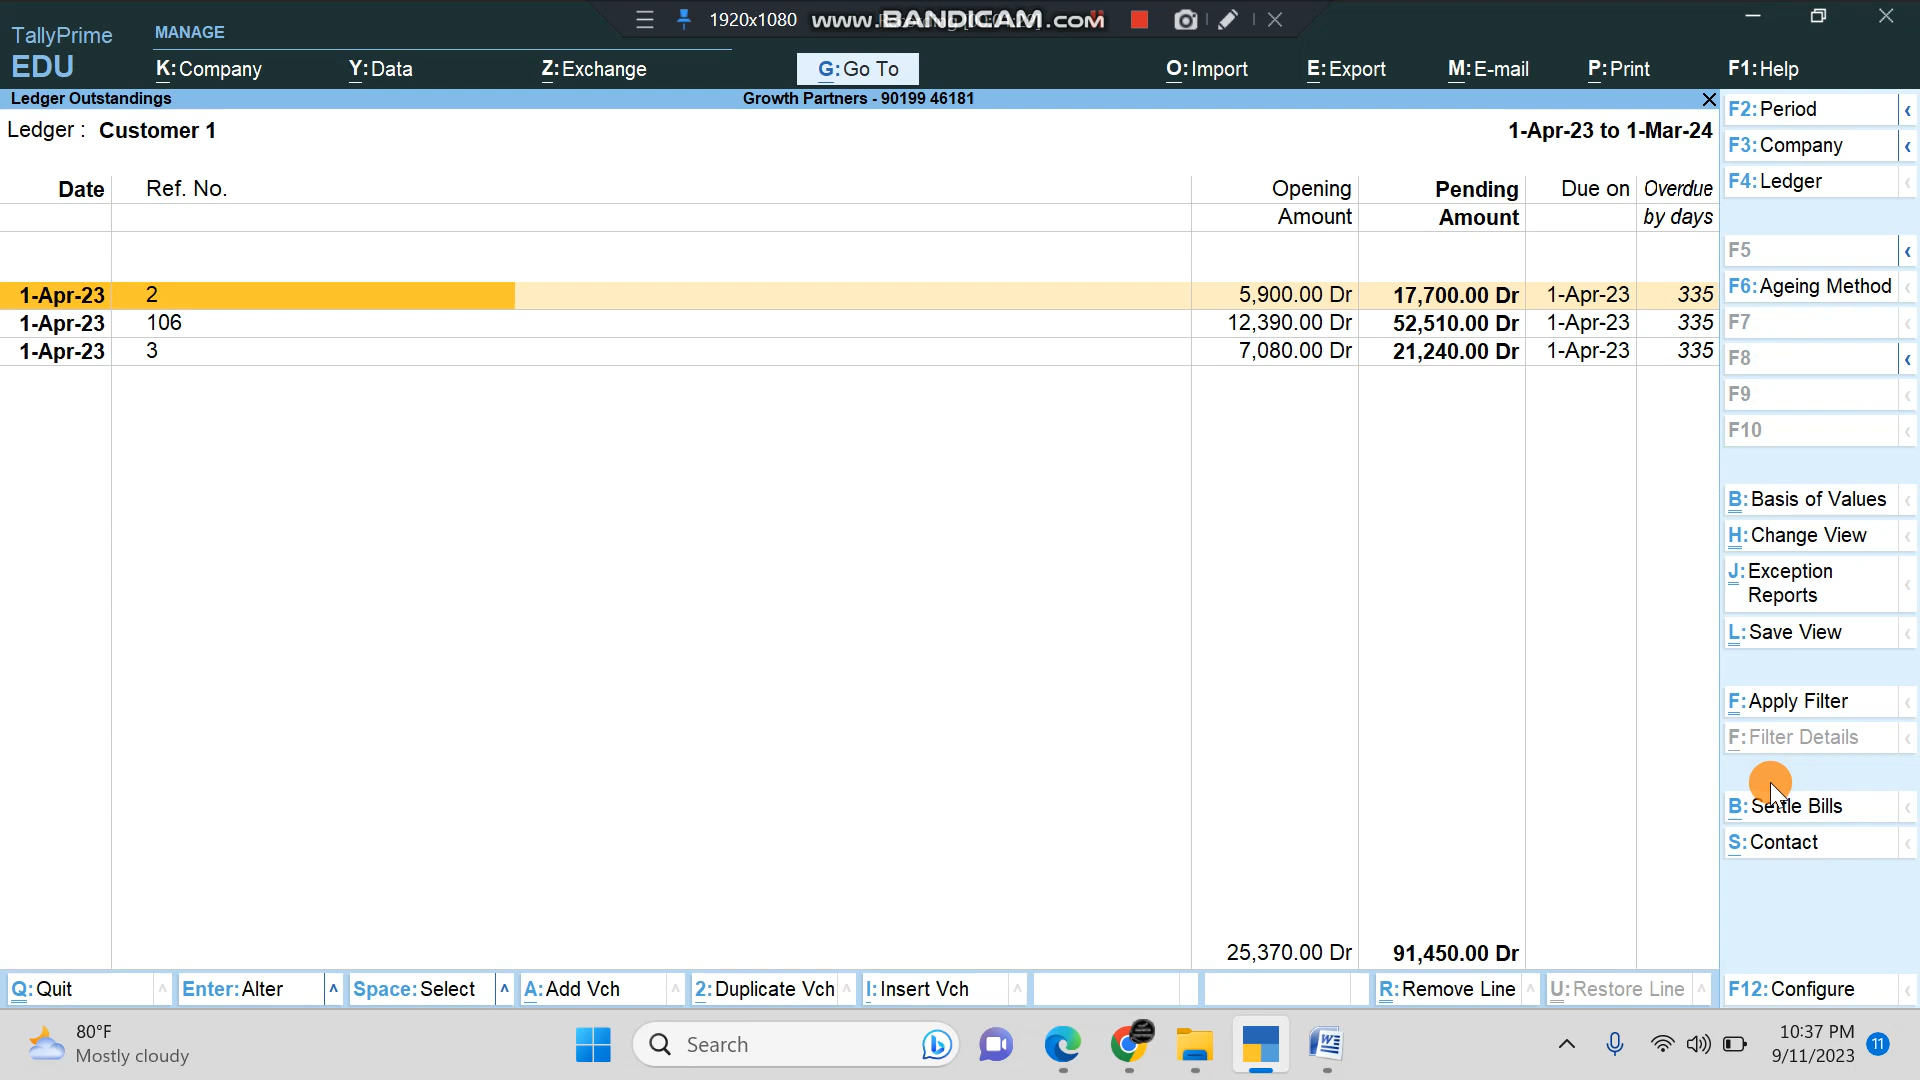 1920x1080 www.BANDICAM.com
TallyPrime
EDU
MANAGE
K:Company Y:Data Z:Exchange G:Go To O:Import E:Export M:E-mail P:Print F1:Help
Ledger Outstandings Growth Partners - 90199 46181
Ledger : Customer 1 1-Apr-23 to 1-Mar-24
Date Ref. No. Opening Pending Due on Overdue
Amount Amount by days
1-Apr-23 2 5,900.00 Dr 17,700.00 Dr 1-Apr-23 335
1-Apr-23 106 12,390.00 Dr 52,510.00 Dr 1-Apr-23 335
1-Apr-23 3 7,080.00 Dr 21,240.00 Dr 1-Apr-23 335
25,370.00 Dr 91,450.00 Dr
F2:Period
F3:Company
F4:Ledger
F5
F6:Ageing Method
F7
F8
F9
F10
B:Basis of Values
H:Change View
J:Exception
Reports
L:Save View
F:Apply Filter
F:Filter Details
B:Settle Bills
S:Contact
Q:Quit Enter:Alter Space:Select A:Add Vch 2:Duplicate Vch I:Insert Vch R:Remove Line U:Restore Line F12:Configure
80°F
Mostly cloudy
Search
10:37 PM
9/11/2023
11